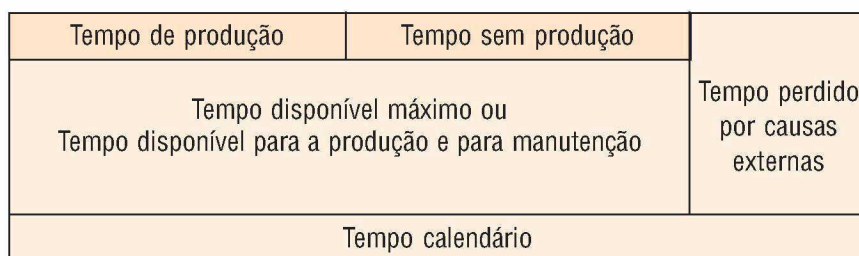 Tempo de produção
Tempo sem produção
Tempo disponível máximo ou
Tempo disponível para a produção e para manutenção
Tempo perdido
por causas
externas
Tempo calendário